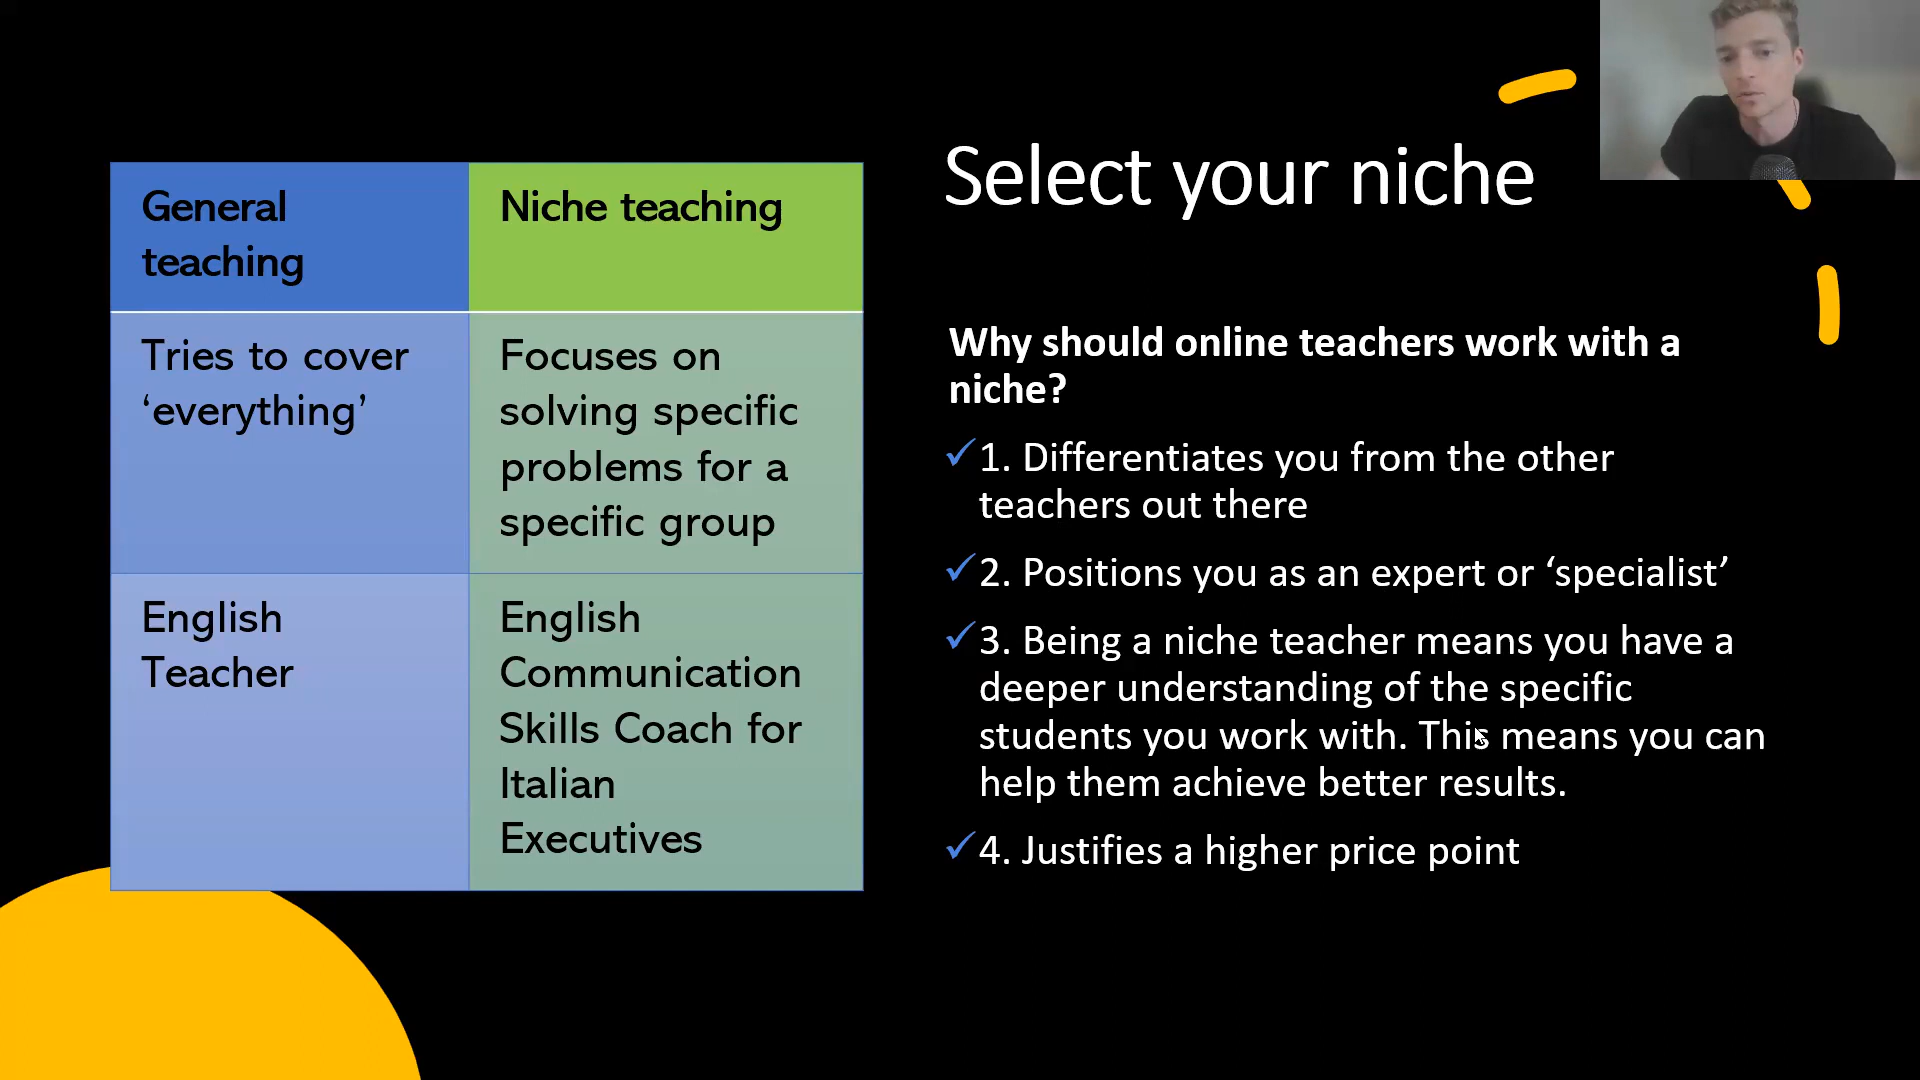 General
teaching
Niche teaching
Tries to cover
‘everything’
Focuses on
solving specific
problems for a
specific group
English
Teacher
English
Communication
Skills Coach for
Italian
Executives
Select your niche
Why should online teachers work with a
niche?
✓1. Differentiates you from the other
teachers out there
✓2. Positions you as an expert or ‘specialist’
✓3. Being a niche teacher means you have a
deeper understanding of the specific
students you work with. This means you can
help them achieve better results.
✓4. Justifies a higher price point